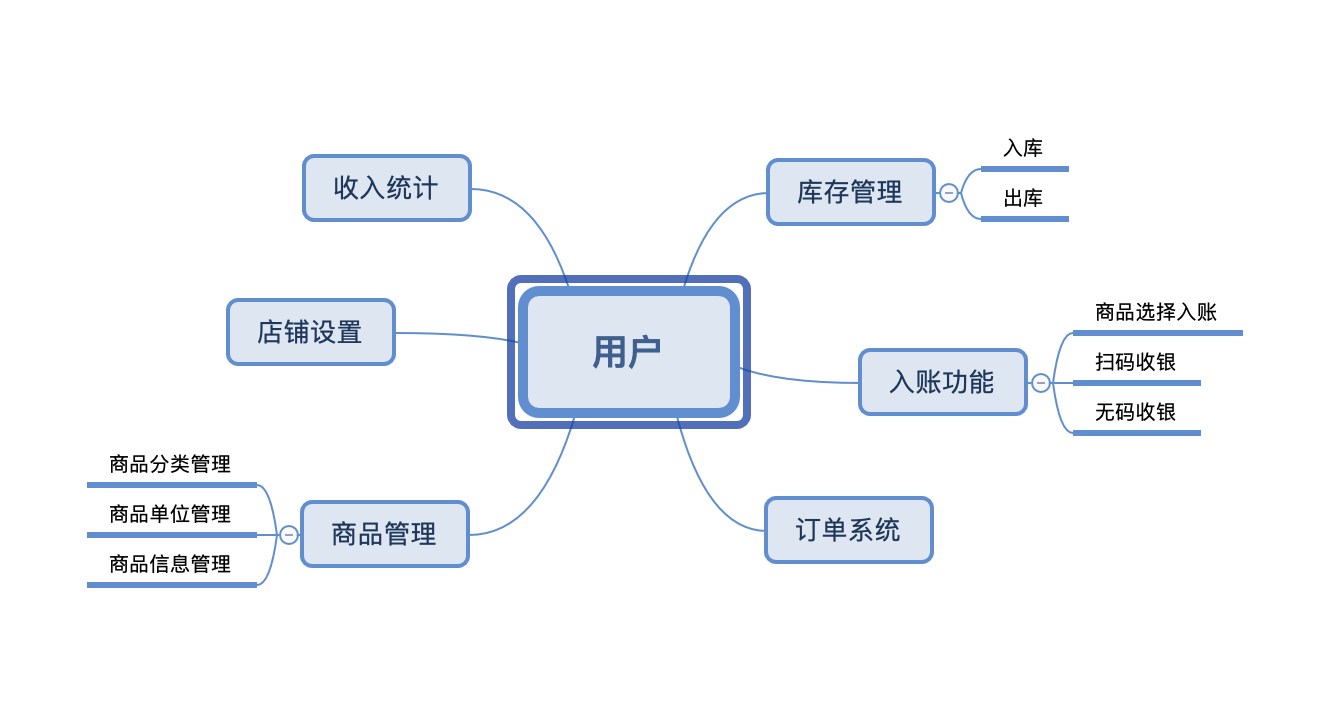 用户
库存管理
入库
出库
入账功能
商品选择入账
扫码收银
无码收银
订单系统
收入统计
店铺设置
商品管理
商品分类管理
商品单位管理
商品信息管理